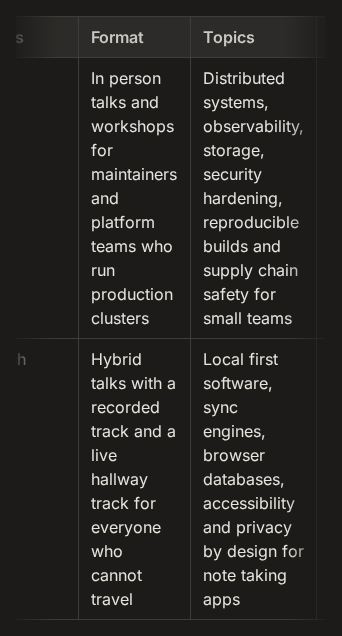 s
Format
Topics
In person
talks and
workshops
for
maintainers
and
platform
teams who
run
production
clusters
Distributed
systems,
observability,
storage,
security
hardening,
reproducible
builds and
supply chain
safety for
small teams
h
Hybrid
talks with a
recorded
track and a
live
hallway
track for
everyone
who
cannot
travel
Local first
software,
sync
engines,
browser
databases,
accessibility
and privacy
by design for
note taking
apps